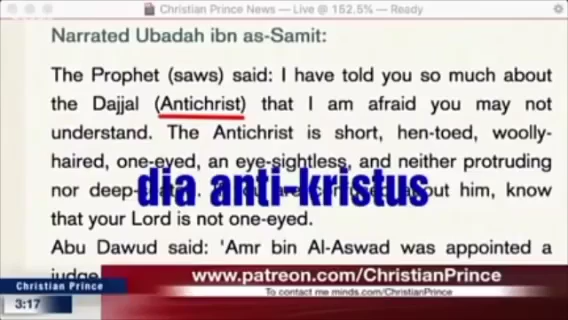 Christian Prince News — Live @ 152.5% — Ready
Narrated Ubadah ibn as-Samit:
The Prophet (saws) said: I have told you so much about
the Dajjal (Antichrist) that I am afraid you may not
understand. The Antichrist is short, hen-toed, woolly-
haired, one-eyed, an eye-sightless, and neither protruding
nor deep- about him, know
dia anti-kristus
that your Lord is not one-eyed.
Abu Dawud said: 'Amr bin Al-Aswad was appointed a
judge
www.patreon.com/ChristianPrince
Christian Prince
To contact me minds.com/ChristianPrince
3:17